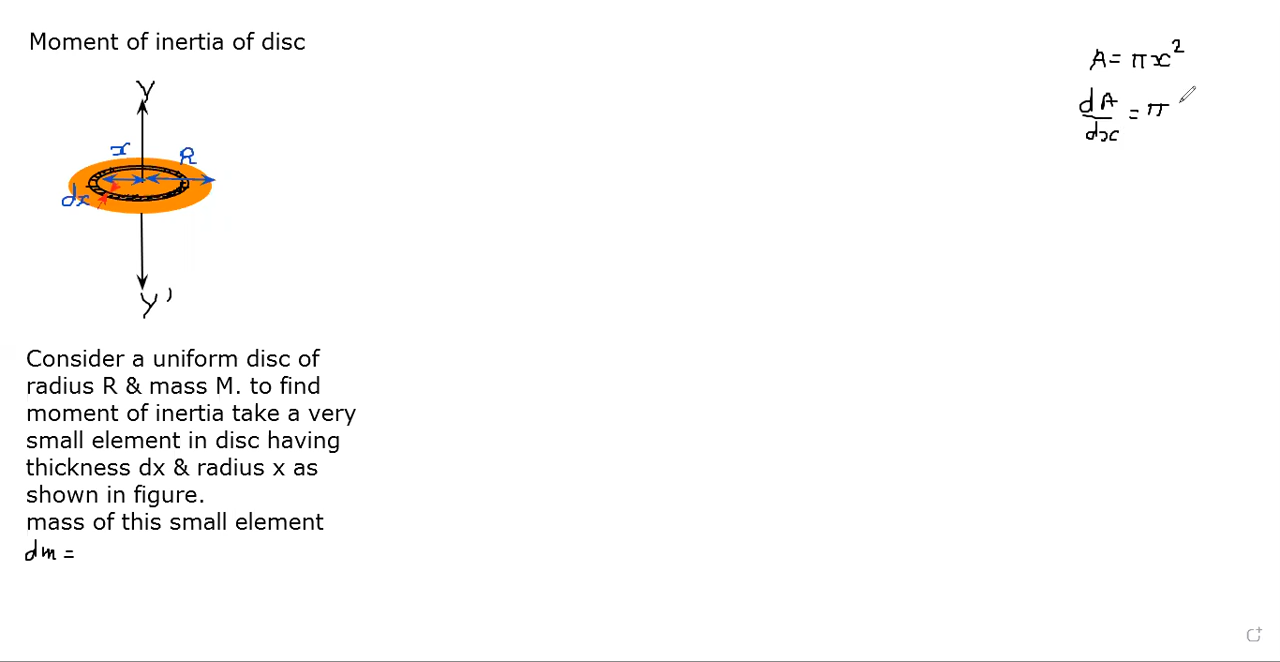 Moment of inertia of disc
A = πx²
dA/dx = π
Y
x
R
dx
Y'
Consider a uniform disc of
radius R & mass M. to find
moment of inertia take a very
small element in disc having
thickness dx & radius x as
shown in figure.
mass of this small element
dm =